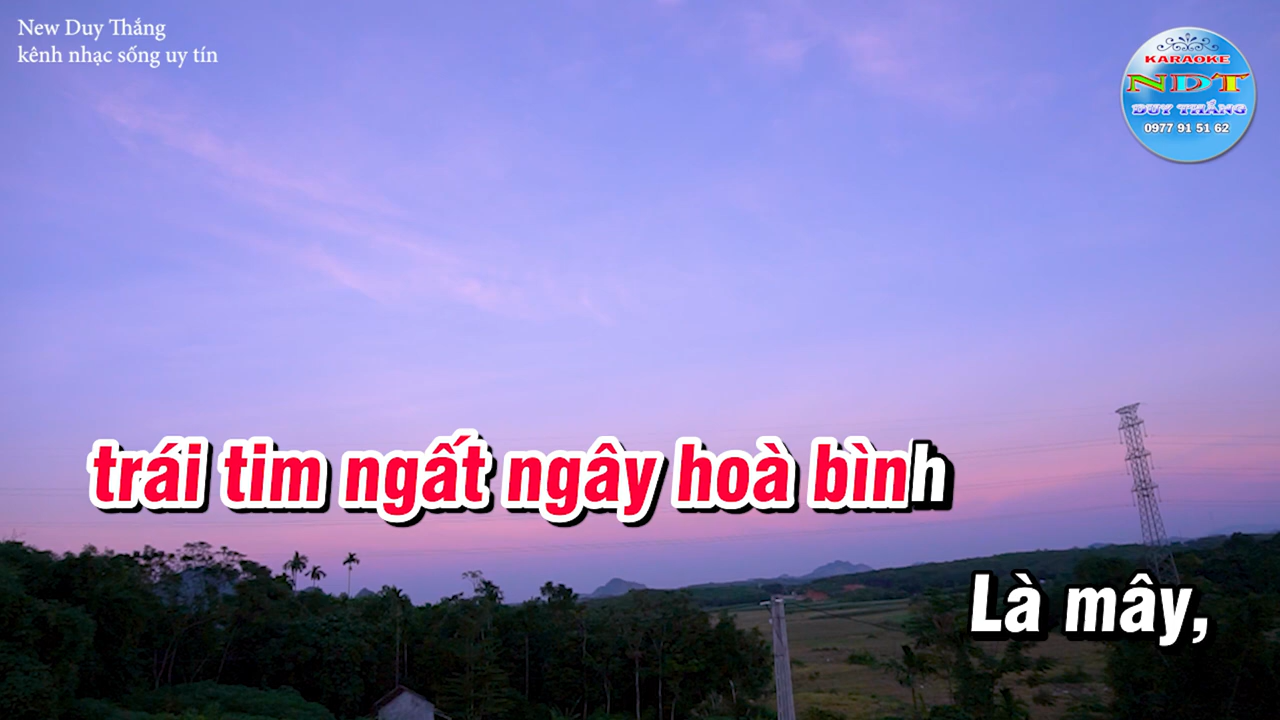 New Duy Thắng
kênh nhạc sống uy tín
KARAOKE
NDT
DUY THẮNG
0977 91 51 62
trái tim ngất ngây hoà bình
Là mây,